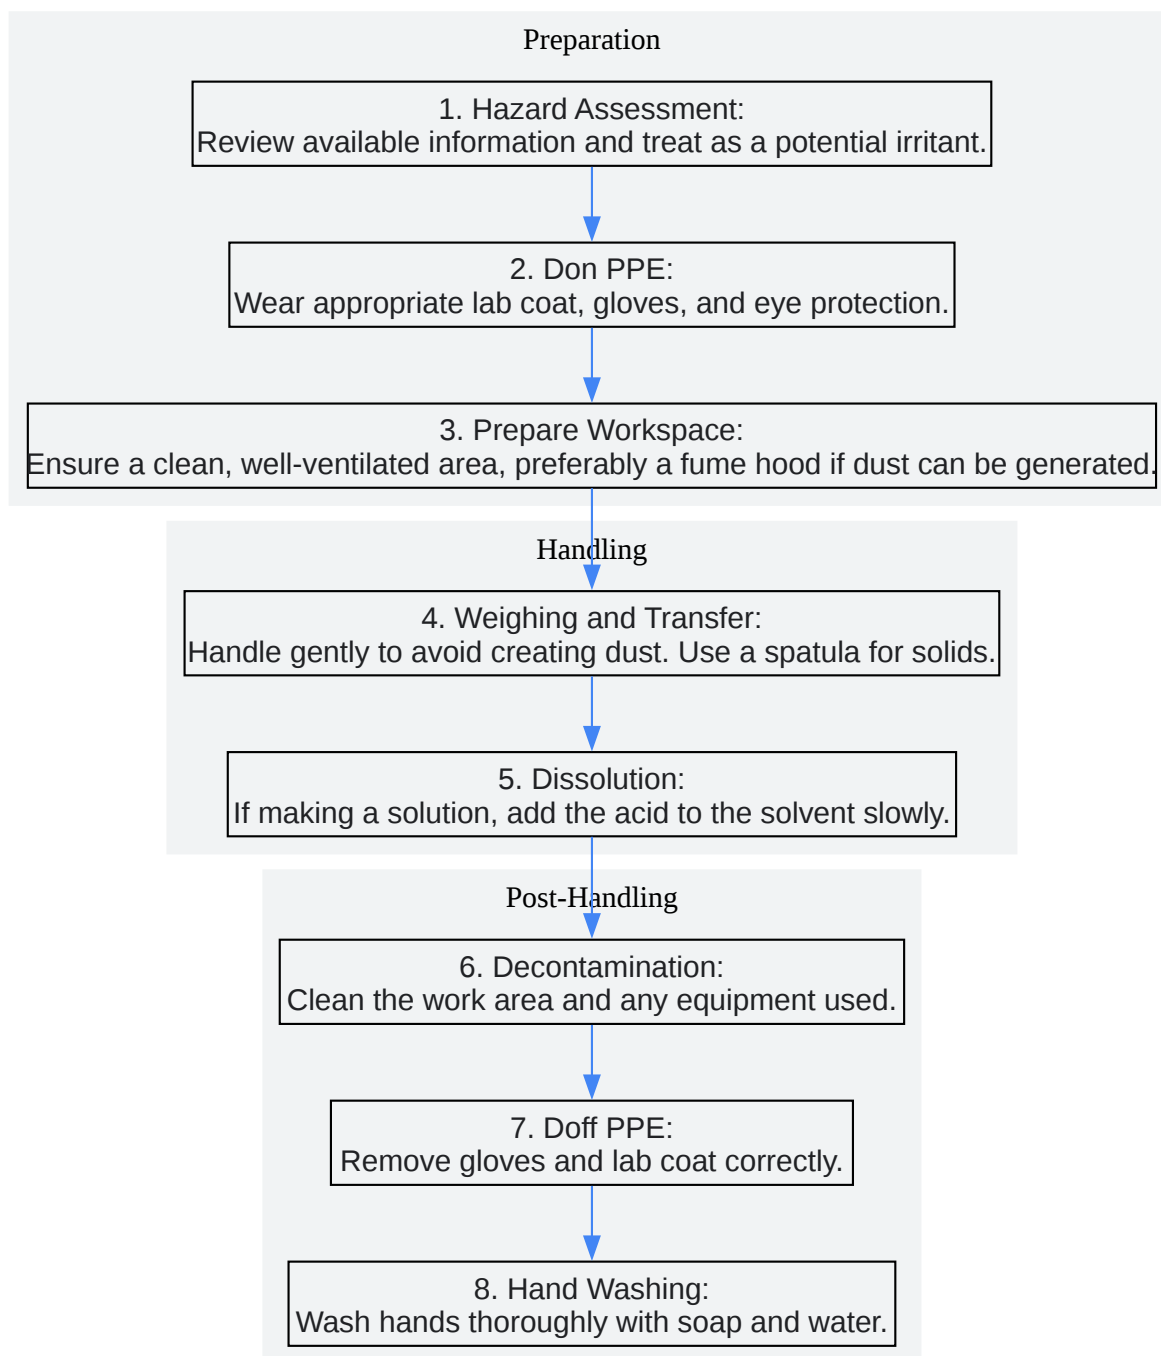 Preparation
1. Hazard Assessment:
Review available information and treat as a potential irritant.
2. Don PPE:
Wear appropriate lab coat, gloves, and eye protection.
3. Prepare Workspace:
Ensure a clean, well-ventilated area, preferably a fume hood if dust can be generated.
Handling
4. Weighing and Transfer:
Handle gently to avoid creating dust. Use a spatula for solids.
5. Dissolution:
If making a solution, add the acid to the solvent slowly.
Post-Handling
6. Decontamination:
Clean the work area and any equipment used.
7. Doff PPE:
Remove gloves and lab coat correctly.
8. Hand Washing:
Wash hands thoroughly with soap and water.